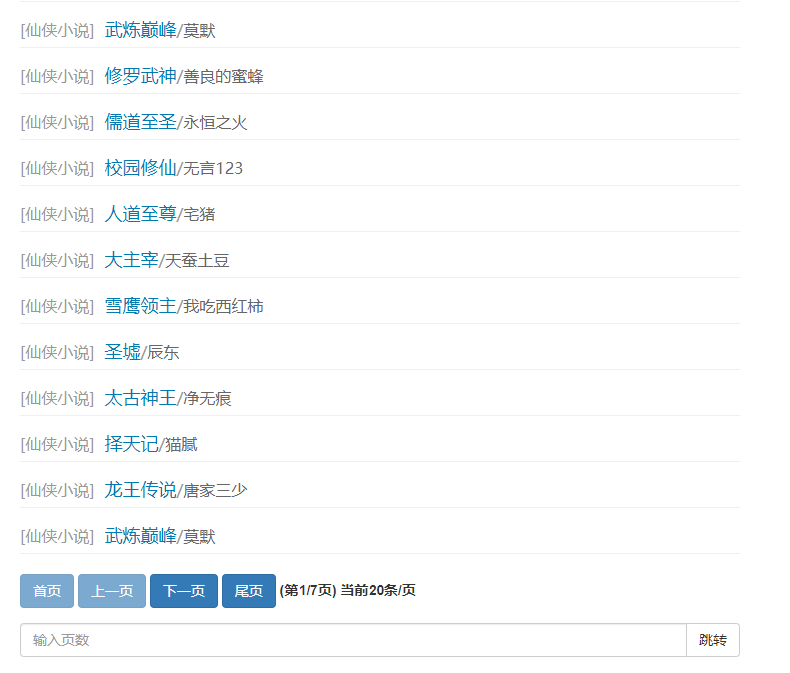 [仙侠小说] 武炼巅峰/莫默
[仙侠小说] 修罗武神/善良的蜜蜂
[仙侠小说] 儒道至圣/永恒之火
[仙侠小说] 校园修仙/无言123
[仙侠小说] 人道至尊/宅猪
[仙侠小说] 大主宰/天蚕土豆
[仙侠小说] 雪鹰领主/我吃西红柿
[仙侠小说] 圣墟/辰东
[仙侠小说] 太古神王/净无痕
[仙侠小说] 择天记/猫腻
[仙侠小说] 龙王传说/唐家三少
[仙侠小说] 武炼巅峰/莫默
首页 上一页 下一页 尾页 (第1/7页) 当前20条/页
输入页数 跳转